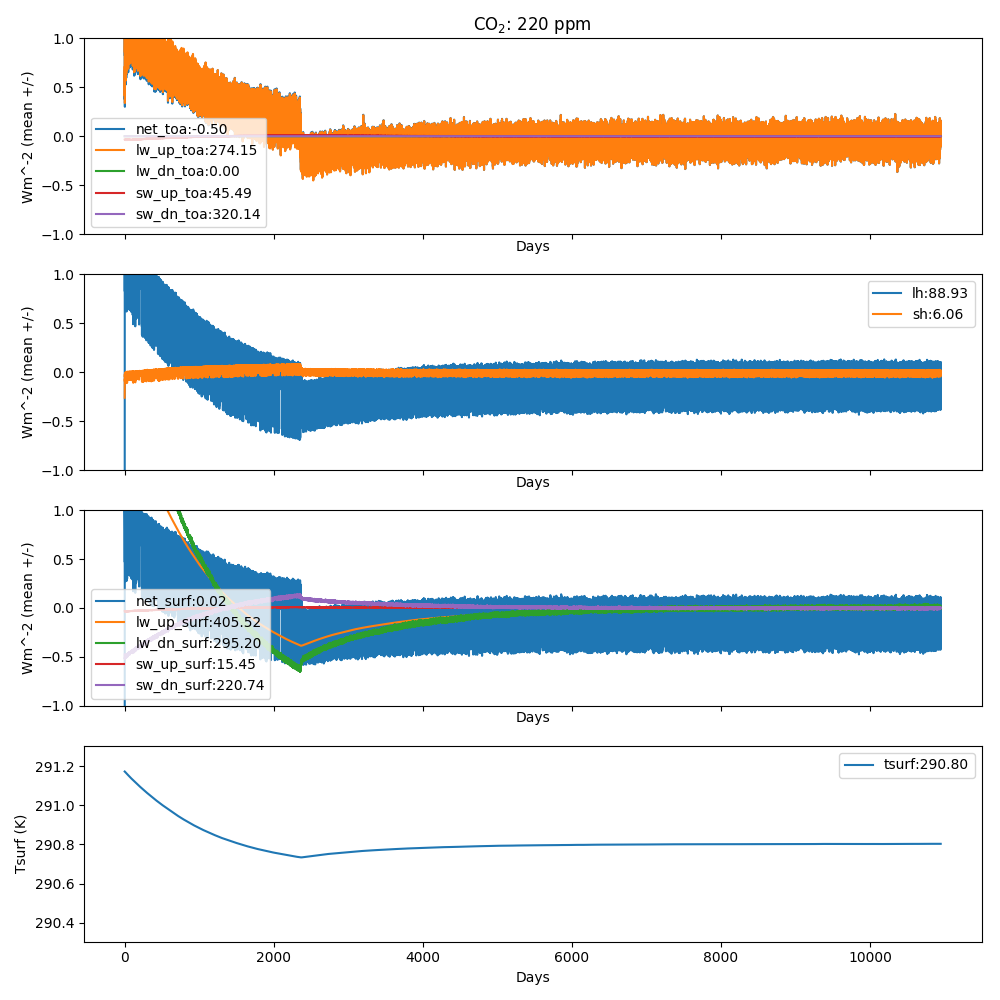 CO₂: 220 ppm
Wm^-2 (mean +/-)
1.0
0.5
0.0
−0.5
−1.0
net_toa:-0.50
lw_up_toa:274.15
lw_dn_toa:0.00
sw_up_toa:45.49
sw_dn_toa:320.14
Days
Wm^-2 (mean +/-)
1.0
0.5
0.0
−0.5
−1.0
lh:88.93
sh:6.06
Days
Wm^-2 (mean +/-)
1.0
0.5
0.0
−0.5
−1.0
net_surf:0.02
lw_up_surf:405.52
lw_dn_surf:295.20
sw_up_surf:15.45
sw_dn_surf:220.74
Days
Tsurf (K)
291.2
291.0
290.8
290.6
290.4
tsurf:290.80
0 2000 4000 6000 8000 10000
Days